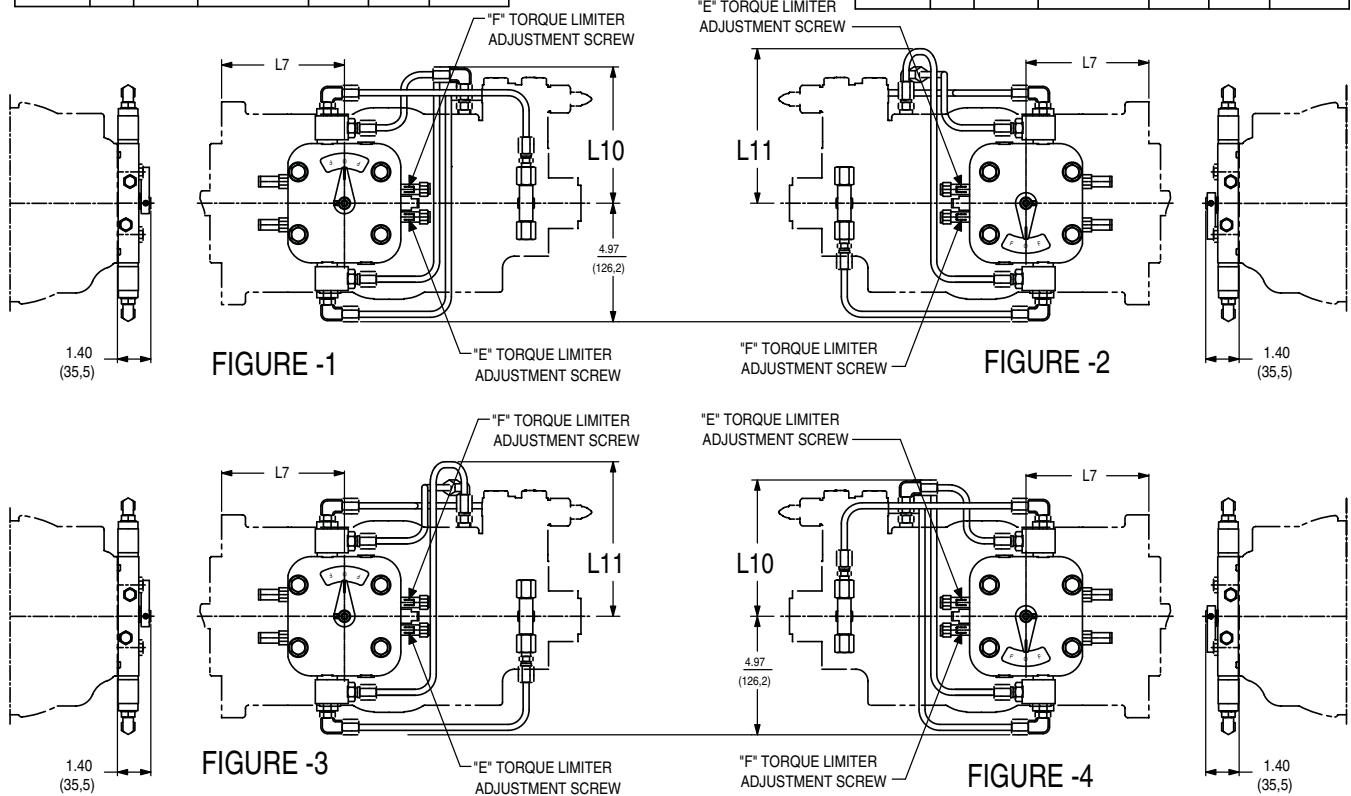 "F" TORQUE LIMITER
ADJUSTMENT SCREW
"E" TORQUE LIMITER
ADJUSTMENT SCREW
L7
L10
4.97
(126,2)
1.40
(35,5)
FIGURE -1
"E" TORQUE LIMITER
ADJUSTMENT SCREW
L11
L7
"F" TORQUE LIMITER
ADJUSTMENT SCREW
FIGURE -2
1.40
(35,5)
"F" TORQUE LIMITER
ADJUSTMENT SCREW
L7
L11
1.40
(35,5)
FIGURE -3
"E" TORQUE LIMITER
ADJUSTMENT SCREW
"E" TORQUE LIMITER
ADJUSTMENT SCREW
L7
L10
4.97
(126,2)
"F" TORQUE LIMITER
ADJUSTMENT SCREW
FIGURE -4
1.40
(35,5)